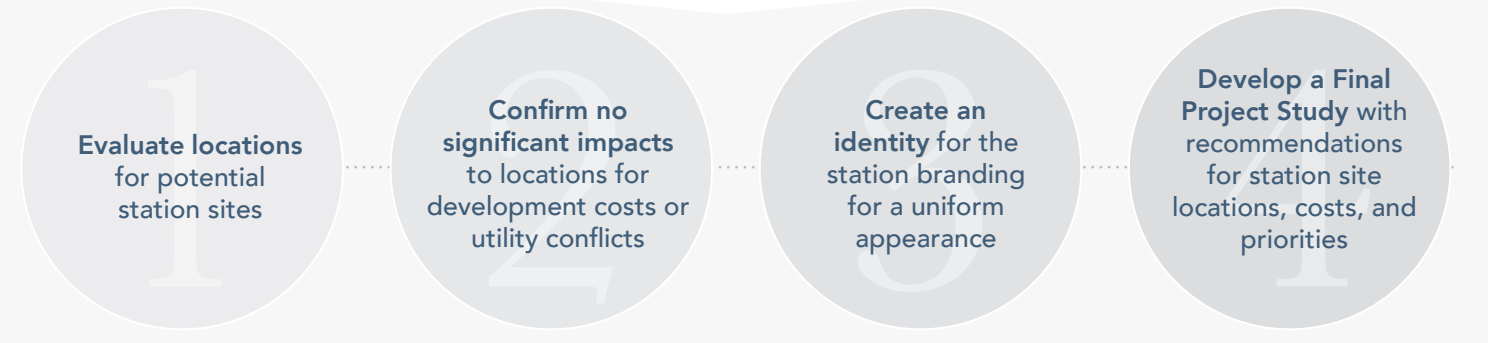 1
Evaluate locations
for potential
station sites
2
Confirm no
significant impacts
to locations for
development costs or
utility conflicts
3
Create an
identity for the
station branding
for a uniform
appearance
4
Develop a Final
Project Study with
recommendations
for station site
locations, costs, and
priorities